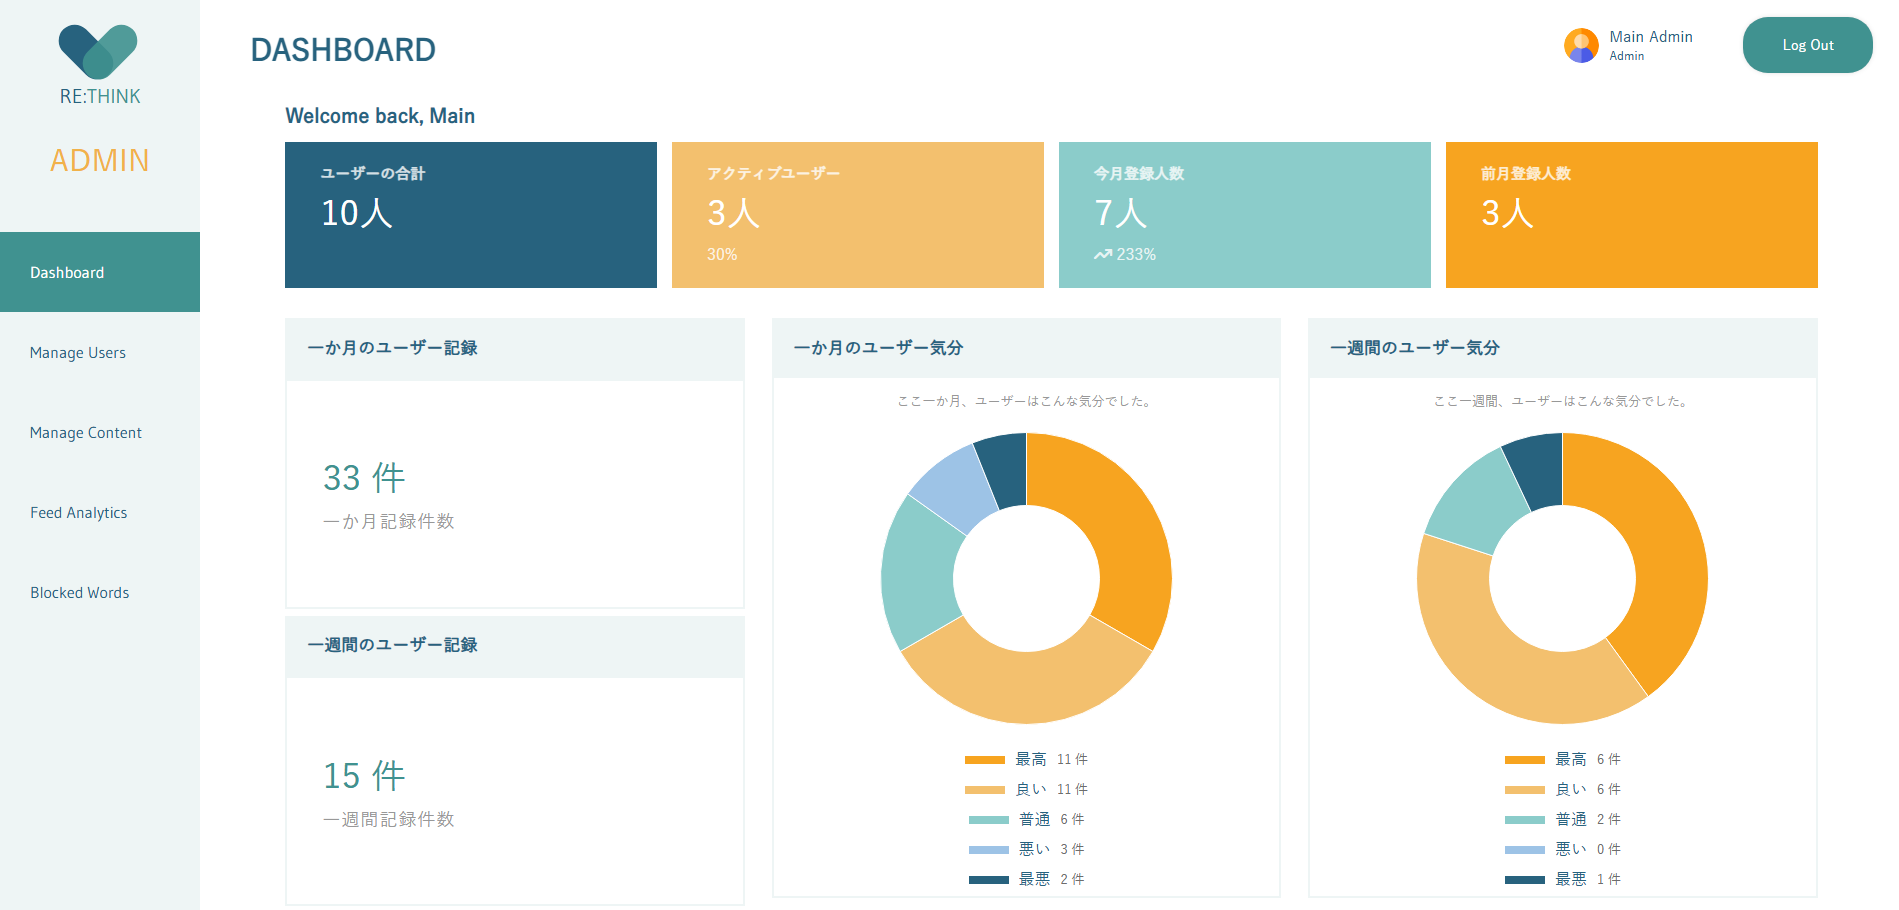 RE:THINK
ADMIN
Dashboard
Manage Users
Manage Content
Feed Analytics
Blocked Words
DASHBOARD
Main Admin
Admin
Log Out
Welcome back, Main
ユーザーの合計
10人
アクティブユーザー
3人
30%
今月登録人数
7人
233%
前月登録人数
3人
一か月のユーザー記録
33 件
一か月記録件数
一週間のユーザー記録
15 件
一週間記録件数
一か月のユーザー気分
ここ一か月、ユーザーはこんな気分でした。
最高 11 件
良い 11 件
普通 6 件
悪い 3 件
最悪 2 件
一週間のユーザー気分
ここ一週間、ユーザーはこんな気分でした。
最高 6 件
良い 6 件
普通 2 件
悪い 0 件
最悪 1 件